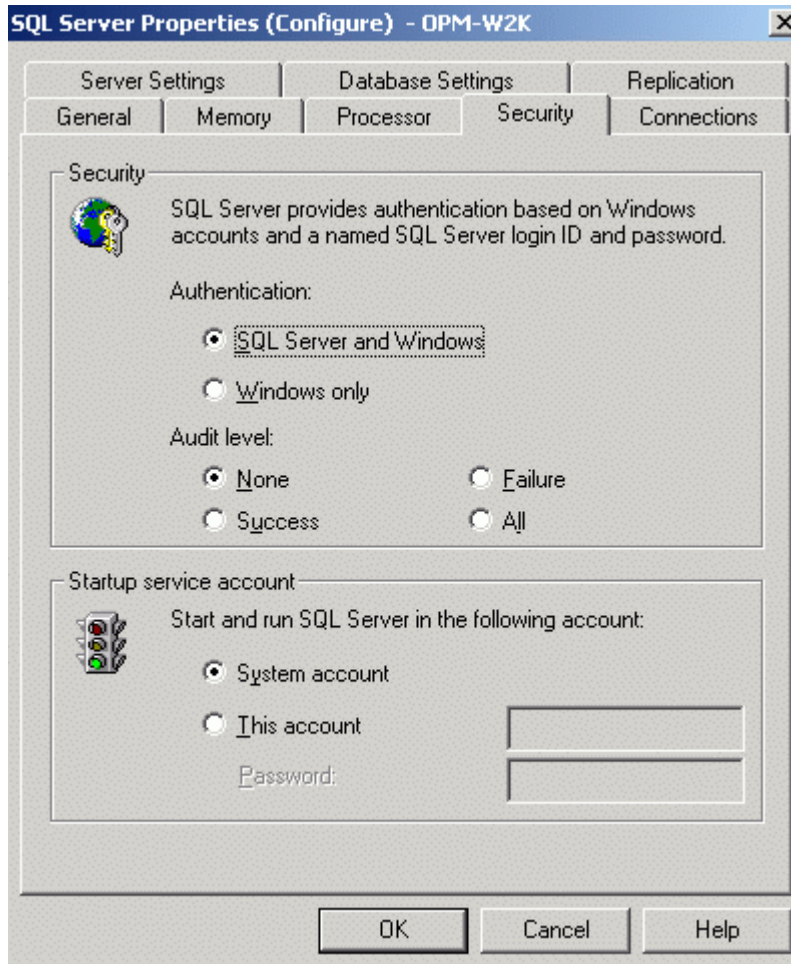 SQL Server Properties (Configure) - OPM-W2K
Server Settings
Database Settings
Replication
General
Memory
Processor
Security
Connections
Security
SQL Server provides authentication based on Windows
accounts and a named SQL Server login ID and password.
Authentication:
SQL Server and Windows
Windows only
Audit level:
None
Failure
Success
All
Startup service account
Start and run SQL Server in the following account:
System account
This account
Password:
OK
Cancel
Help